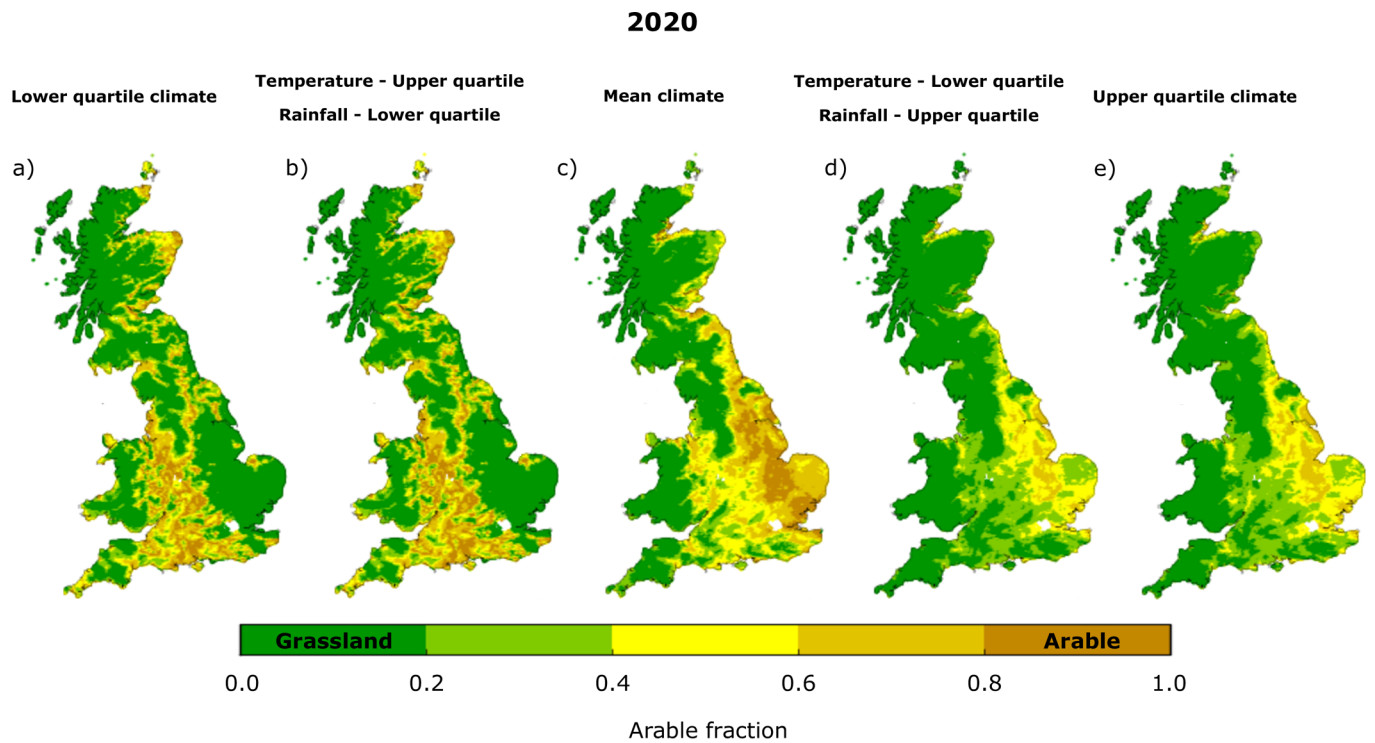 2020
Lower quartile climate
Temperature - Upper quartile
Rainfall - Lower quartile
Mean climate
Temperature - Lower quartile
Rainfall - Upper quartile
Upper quartile climate
a)
b)
c)
d)
e)
Grassland
Arable
0.0
0.2
0.4
0.6
0.8
1.0
Arable fraction